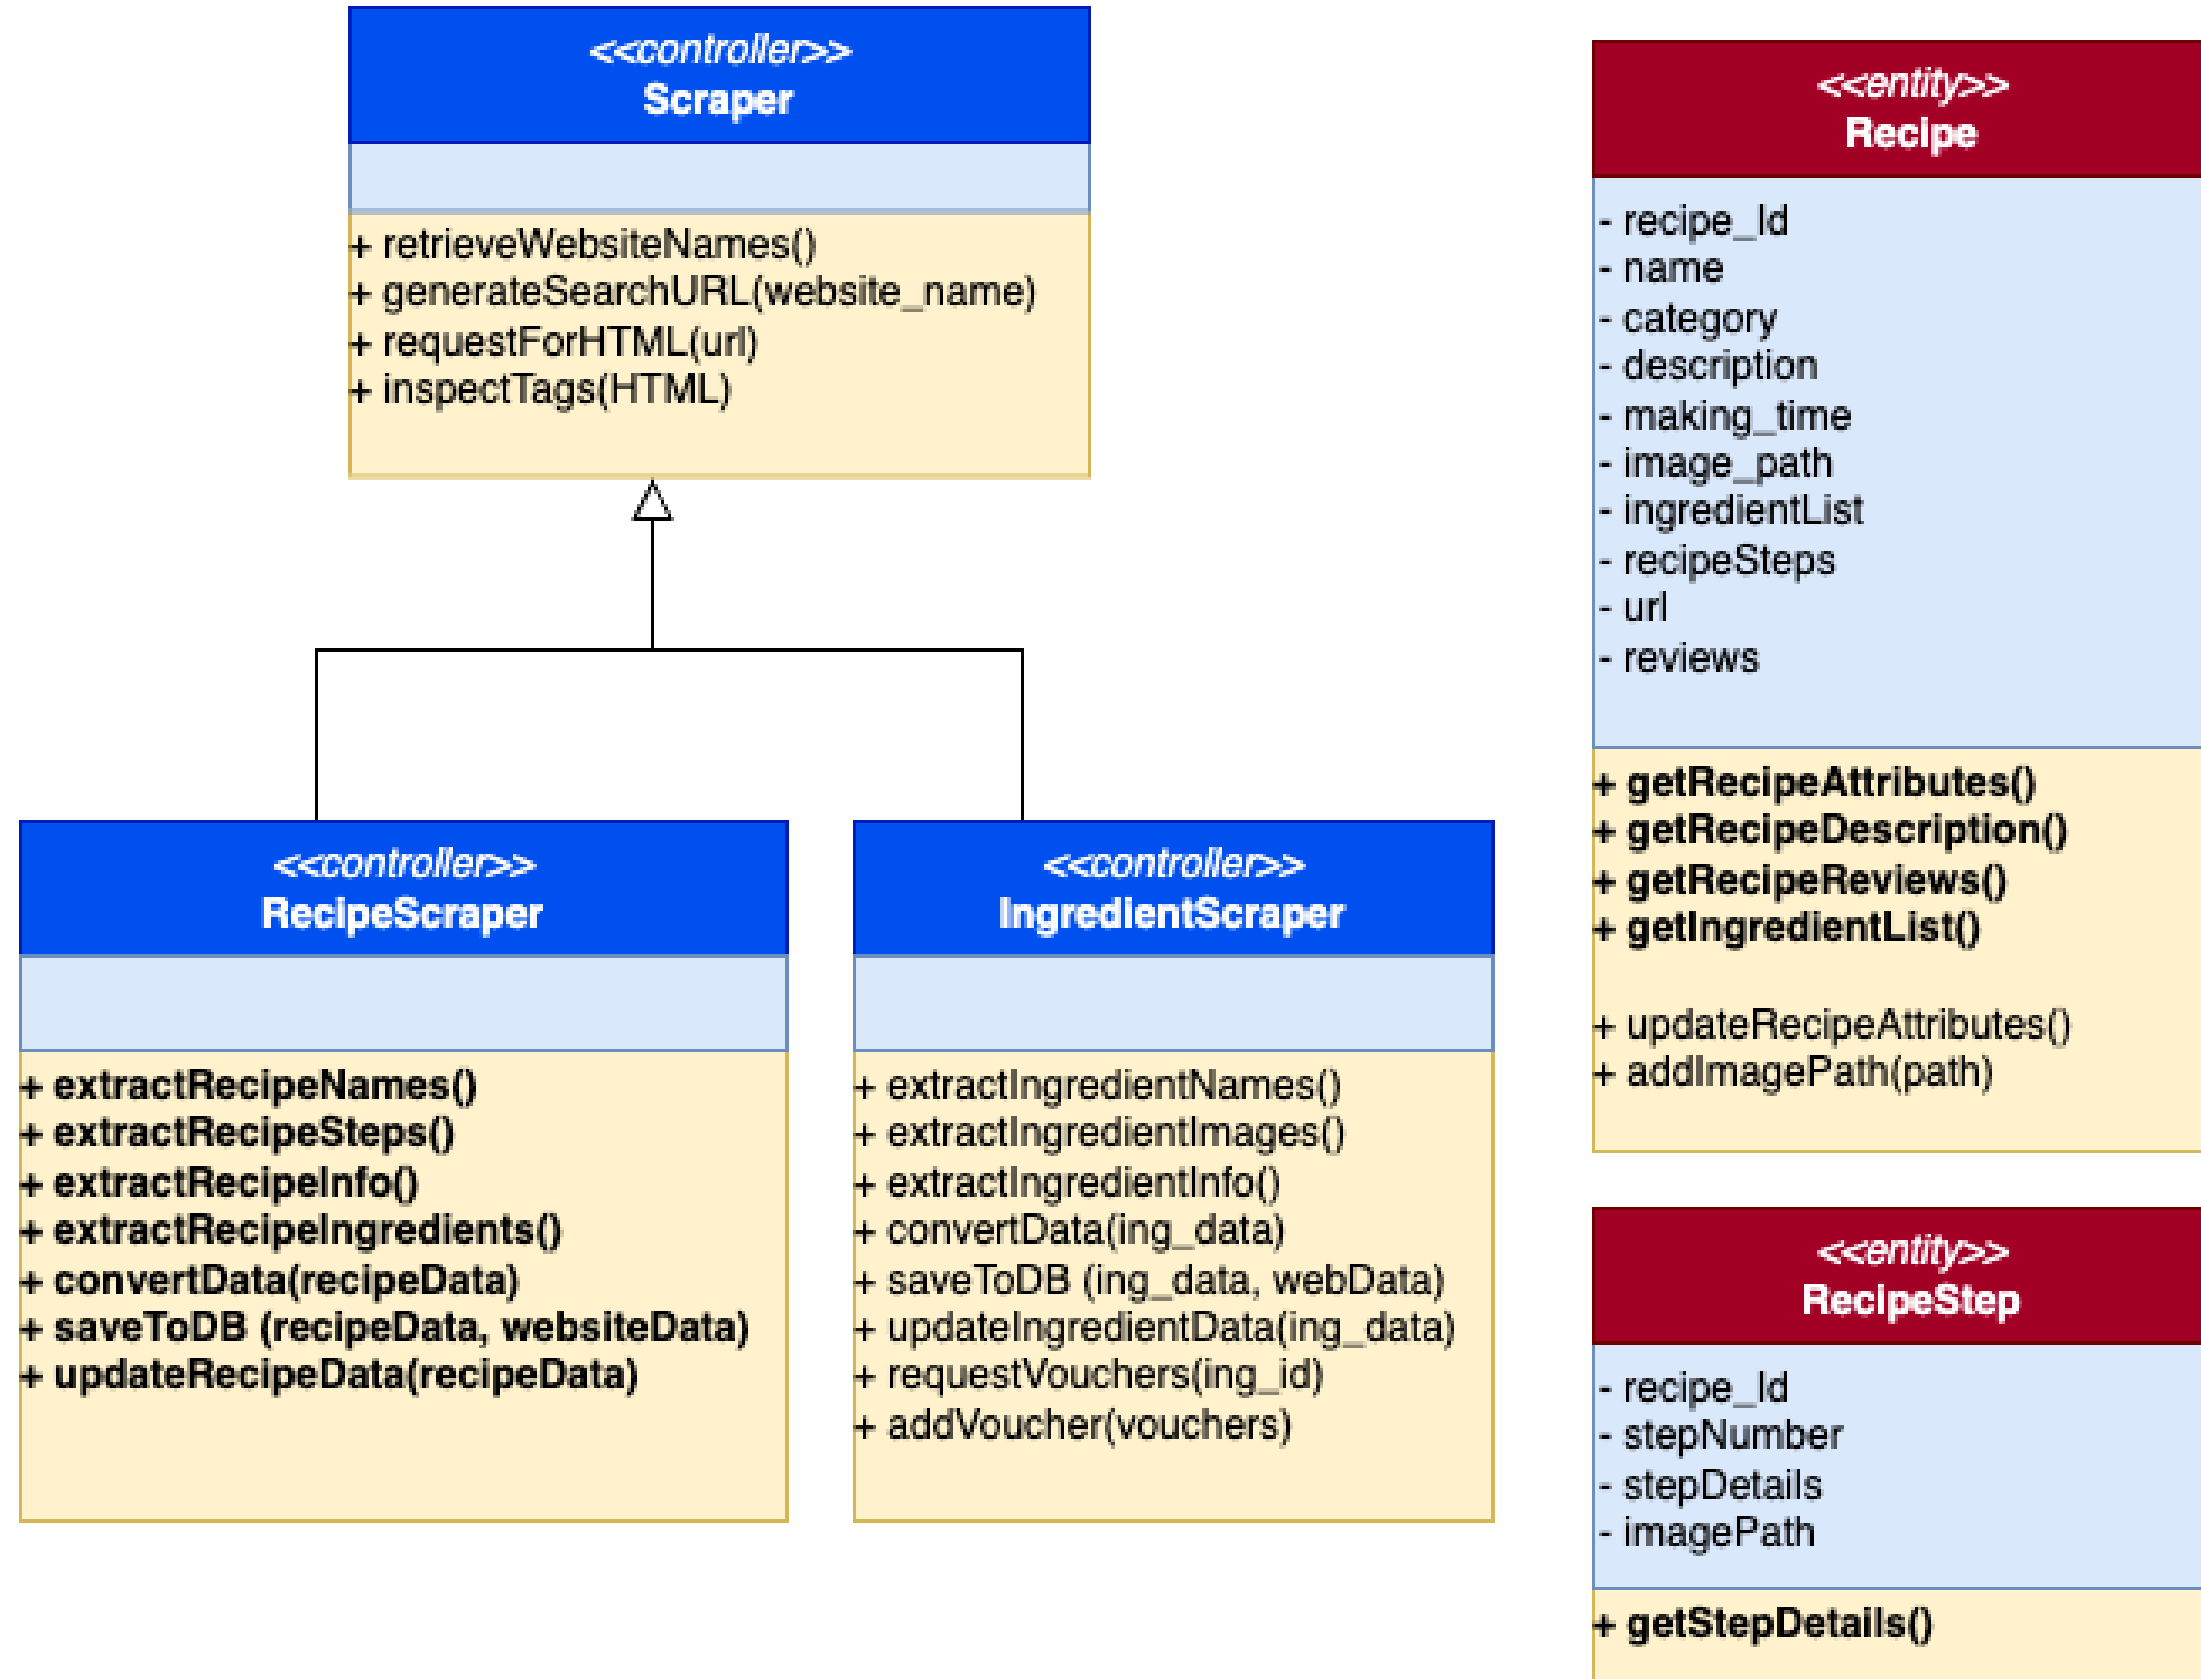 <<controller>>
Scraper
+ retrieveWebsiteNames()
+ generateSearchURL(website_name)
+ requestForHTML(url)
+ inspectTags(HTML)
<<controller>>
RecipeScraper
+ extractRecipeNames()
+ extractRecipeSteps()
+ extractRecipeInfo()
+ extractRecipeIngredients()
+ convertData(recipeData)
+ saveToDB (recipeData, websiteData)
+ updateRecipeData(recipeData)
<<controller>>
IngredientScraper
+ extractIngredientNames()
+ extractIngredientImages()
+ extractIngredientInfo()
+ convertData(ing_data)
+ saveToDB (ing_data, webData)
+ updateIngredientData(ing_data)
+ requestVouchers(ing_id)
+ addVoucher(vouchers)
<<entity>>
Recipe
- recipe_Id
- name
- category
- description
- making_time
- image_path
- ingredientList
- recipeSteps
- url
- reviews
+ getRecipeAttributes()
+ getRecipeDescription()
+ getRecipeReviews()
+ getIngredientList()
+ updateRecipeAttributes()
+ addImagePath(path)
<<entity>>
RecipeStep
- recipe_Id
- stepNumber
- stepDetails
- imagePath
+ getStepDetails()